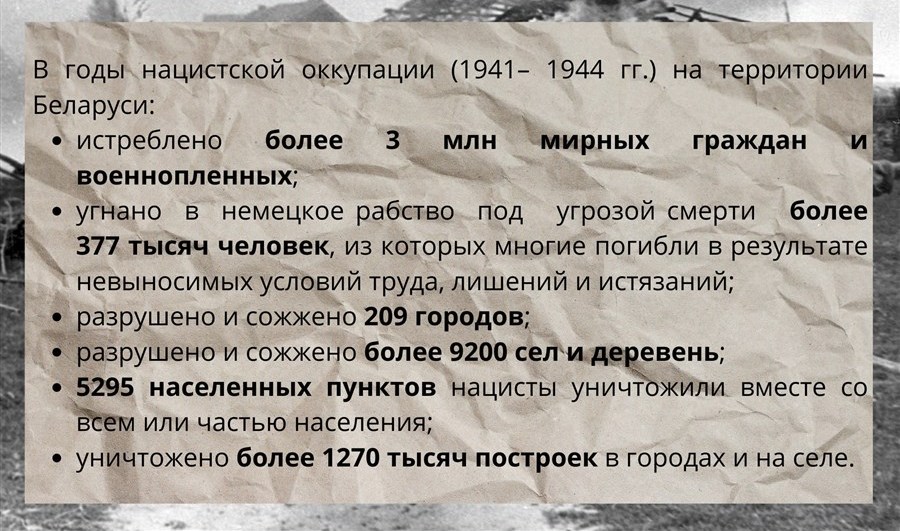 В годы нацистской оккупации (1941– 1944 гг.) на территории
Беларуси:
• истреблено более 3 млн мирных граждан и
военнопленных;
• угнано в немецкое рабство под угрозой смерти более
377 тысяч человек, из которых многие погибли в результате
невыносимых условий труда, лишений и истязаний;
• разрушено и сожжено 209 городов;
• разрушено и сожжено более 9200 сел и деревень;
• 5295 населенных пунктов нацисты уничтожили вместе со
всем или частью населения;
• уничтожено более 1270 тысяч построек в городах и на селе.